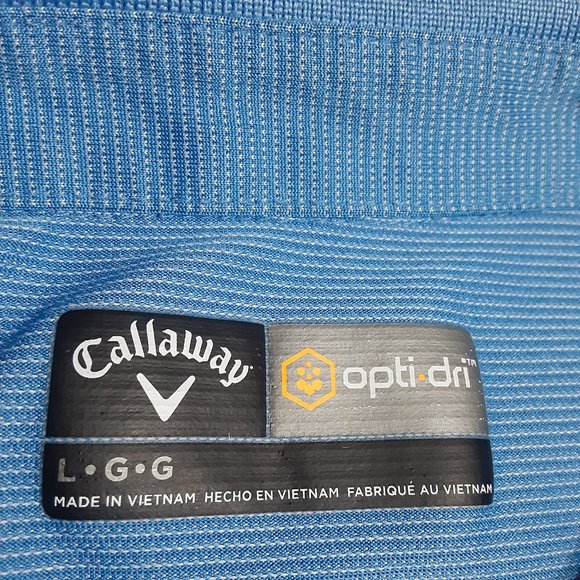 Callaway
opti·dri™
L•G•G
MADE IN VIETNAM HECHO EN VIETNAM FABRIQUÉ AU VIETNAM